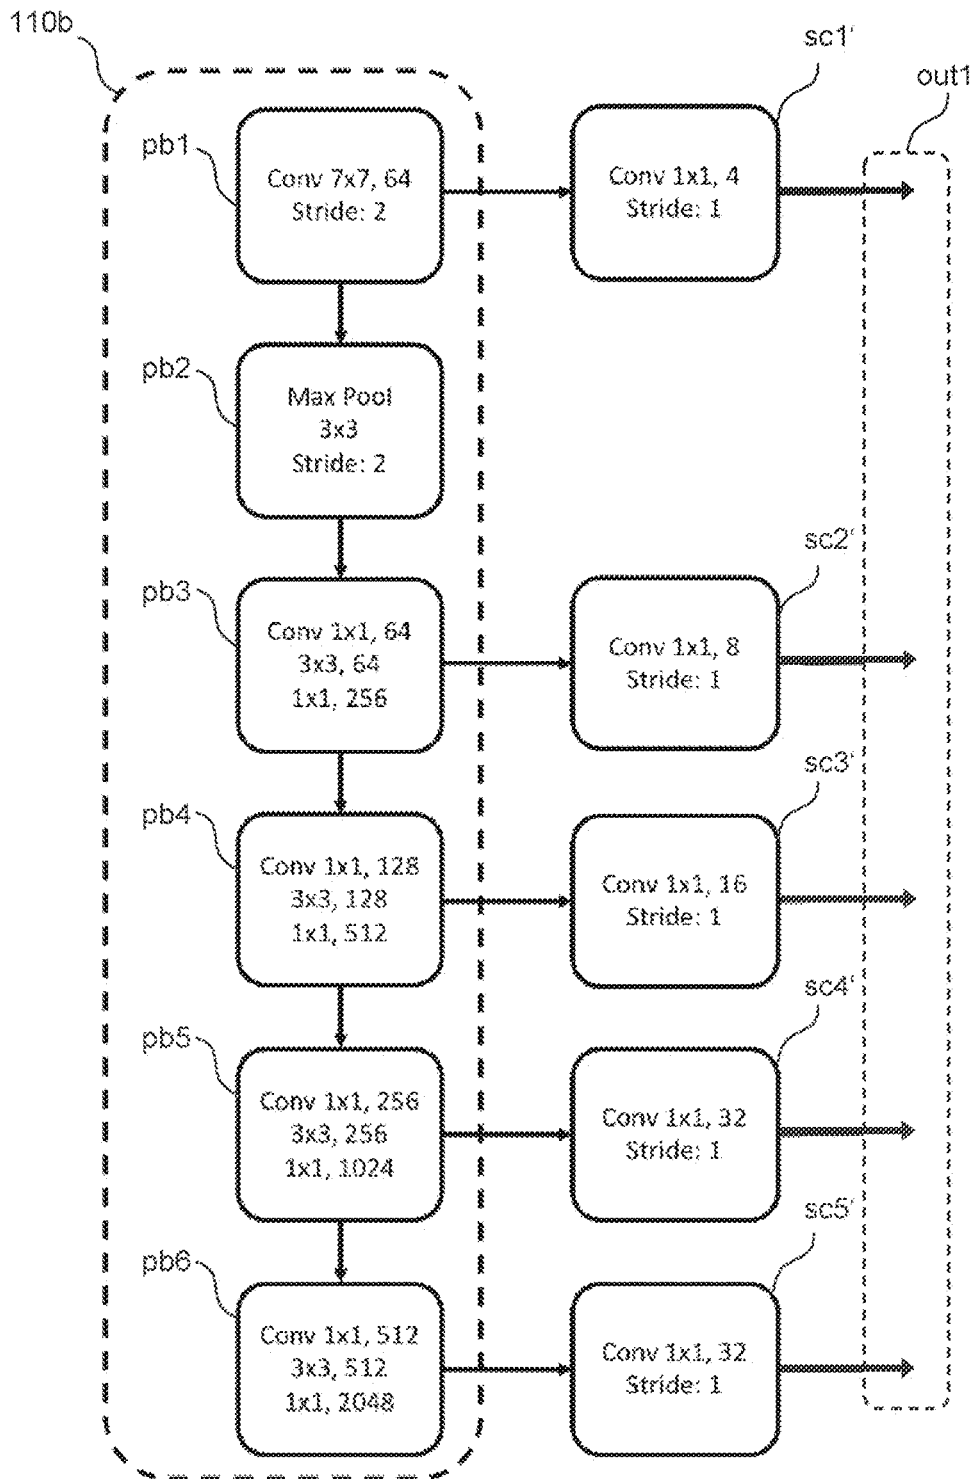 110b
sc1'
out1
pb1
Conv 7x7, 64
Stride: 2
Conv 1x1, 4
Stride: 1
pb2
Max Pool
3x3
Stride: 2
sc2'
pb3
Conv 1x1, 64
3x3, 64
1x1, 256
Conv 1x1, 8
Stride: 1
sc3'
pb4
Conv 1x1, 128
3x3, 128
1x1, 512
Conv 1x1, 16
Stride: 1
sc4'
pb5
Conv 1x1, 256
3x3, 256
1x1, 1024
Conv 1x1, 32
Stride: 1
sc5'
pb6
Conv 1x1, 512
3x3, 512
1x1, 2048
Conv 1x1, 32
Stride: 1